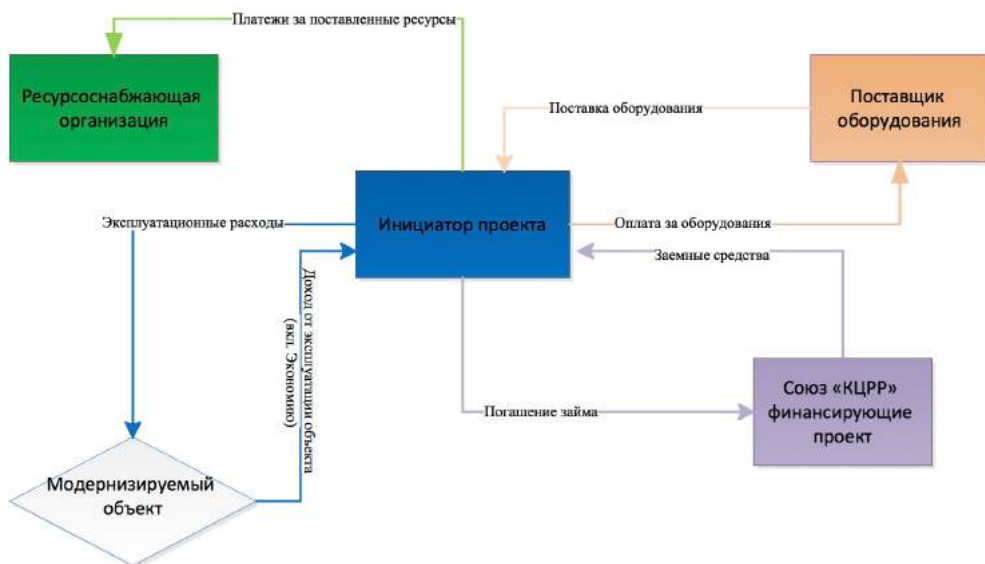 Платежи за поставленные ресурсы
Ресурсоснабжающая
организация
Поставка оборудования
Поставщик
оборудования
Эксплуатационные расходы
Инициатор проекта
Оплата за оборудования
Заемные средства
Доход от эксплуатации объекта
(вкл. Экономию)
Погашение займа
Союз «КЦРР»
финансирующие
проект
Модернизируемый
объект